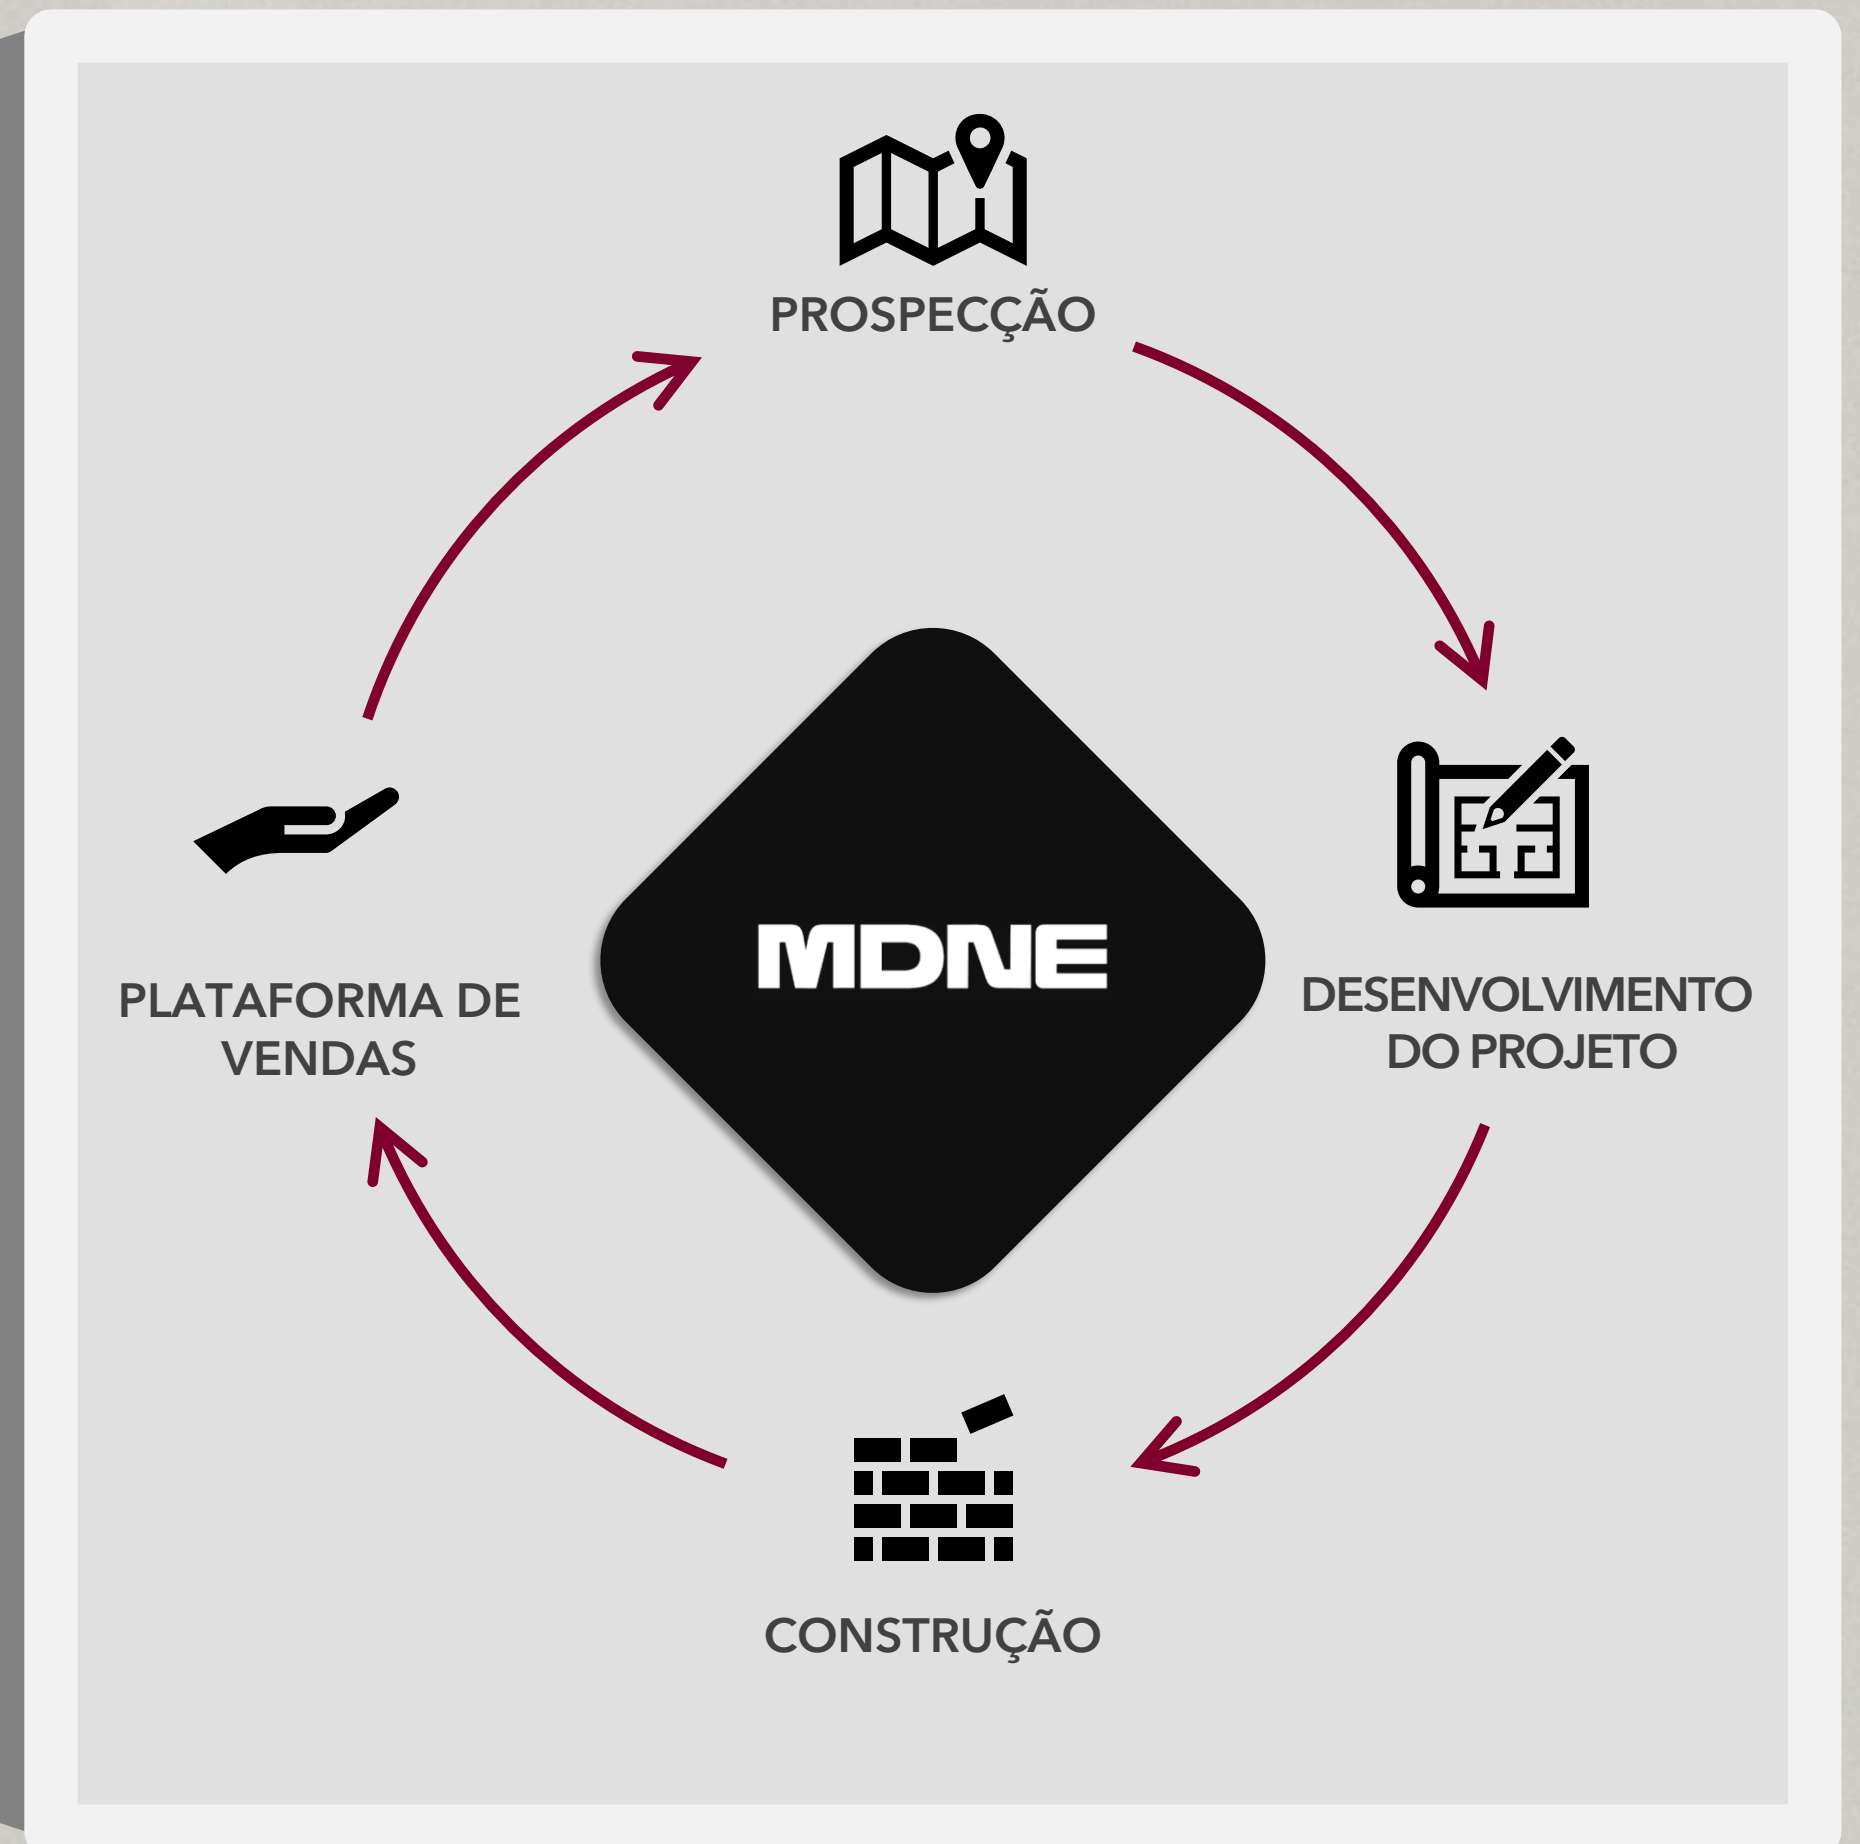 PROSPECÇÃO
MDNE
PLATAFORMA DE
VENDAS
DESENVOLVIMENTO
DO PROJETO
CONSTRUÇÃO